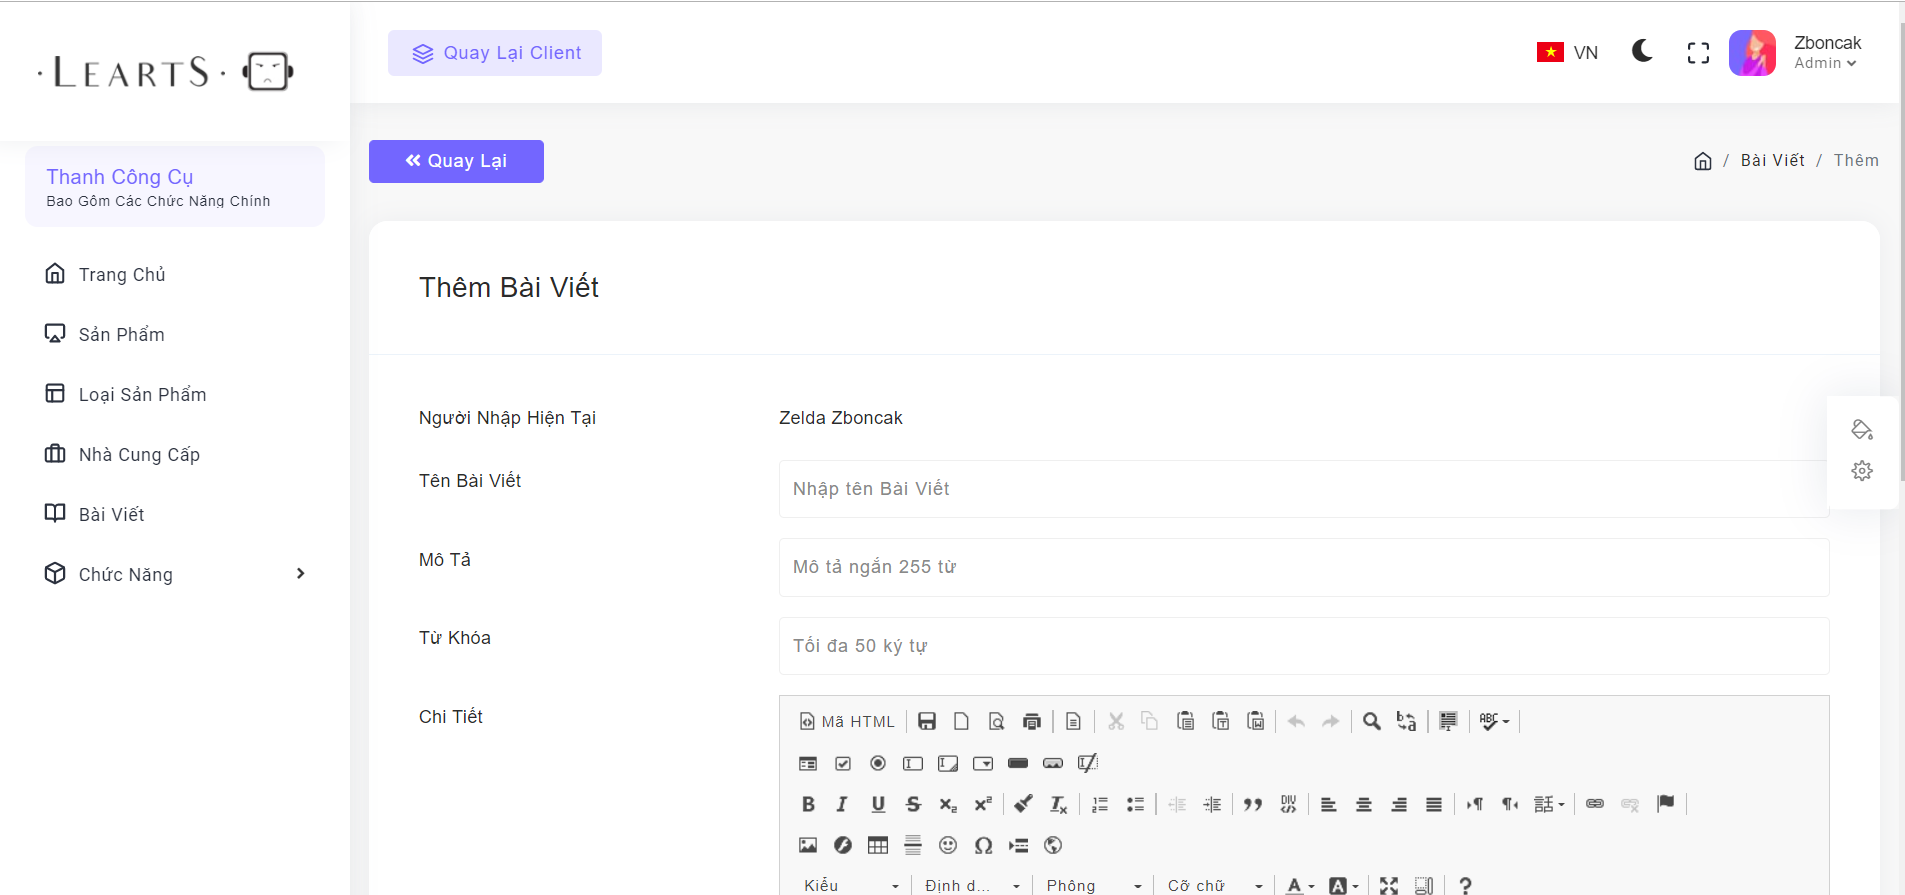 · LEARTS ·
Quay Lại Client
VN
Zboncak
Admin
Thanh Công Cụ
Bao Gôm Các Chức Năng Chính
Trang Chủ
Sản Phẩm
Loại Sản Phẩm
Nhà Cung Cấp
Bài Viết
Chức Năng
Quay Lại
/ Bài Viết / Thêm
Thêm Bài Viết
Người Nhập Hiện Tại
Zelda Zboncak
Tên Bài Viết
Nhập tên Bài Viết
Mô Tả
Mô tả ngắn 255 từ
Từ Khóa
Tối đa 50 ký tự
Chi Tiết
Mã HTML
Kiểu
Định d...
Phông
Cỡ chữ